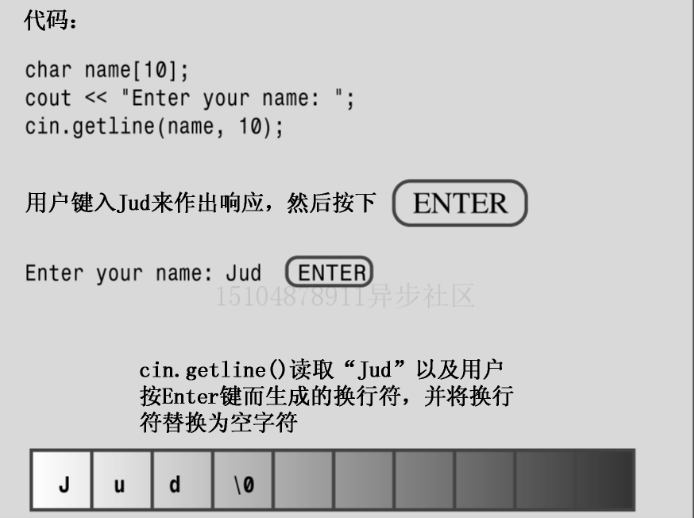 代码：
char name[10];
cout << "Enter your name: ";
cin.getline(name, 10);
用户键入Jud来作出响应，然后按下 ENTER
Enter your name: Jud ENTER
15104878911异步社区
cin.getline()读取“Jud”以及用户
按Enter键而生成的换行符，并将换行
符替换为空字符
J u d \0